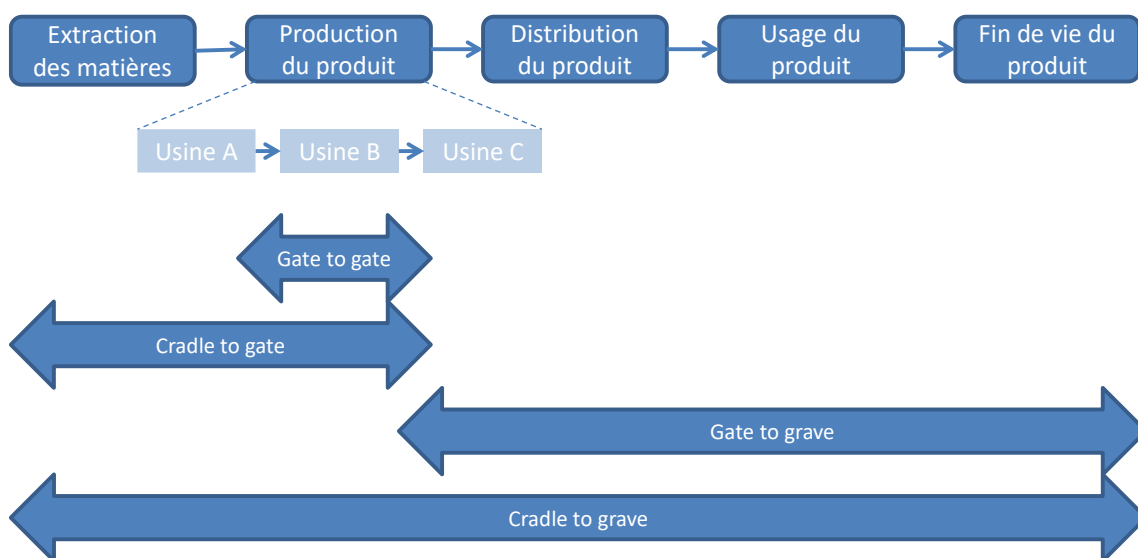 Extraction
des matières
Production
du produit
Distribution
du produit
Usage du
produit
Fin de vie du
produit
Usine A
Usine B
Usine C
Gate to gate
Cradle to gate
Gate to grave
Cradle to grave